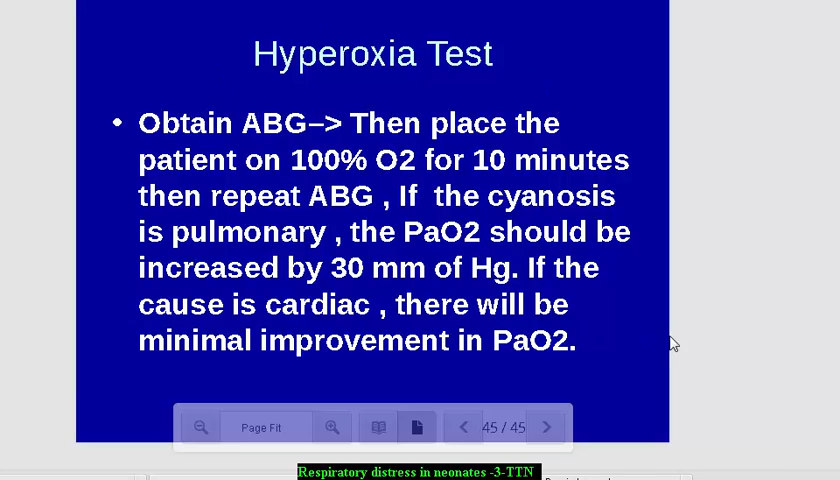 Hyperoxia Test
• Obtain ABG–> Then place the
patient on 100% O2 for 10 minutes
then repeat ABG , If  the cyanosis
is pulmonary , the PaO2 should be
increased by 30 mm of Hg. If the
cause is cardiac , there will be
minimal improvement in PaO2.
Page Fit
45 / 45
Respiratory distress in neonates -3-TTN